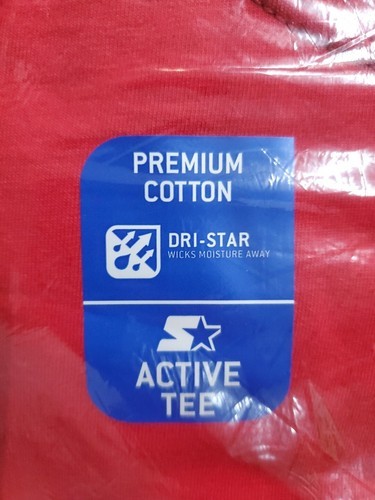 PREMIUM
COTTON
DRI-STAR
WICKS MOISTURE AWAY
ACTIVE
TEE